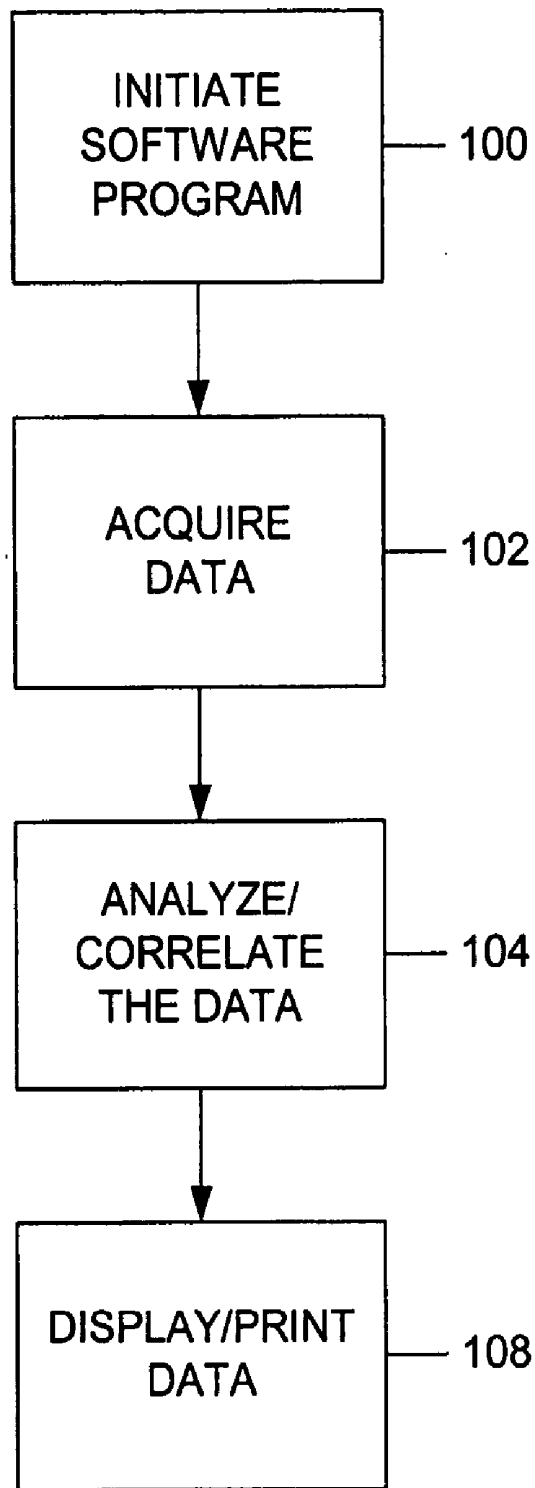 INITIATE
SOFTWARE
PROGRAM
100
ACQUIRE
DATA
102
ANALYZE/
CORRELATE
THE DATA
104
DISPLAY/PRINT
DATA
108